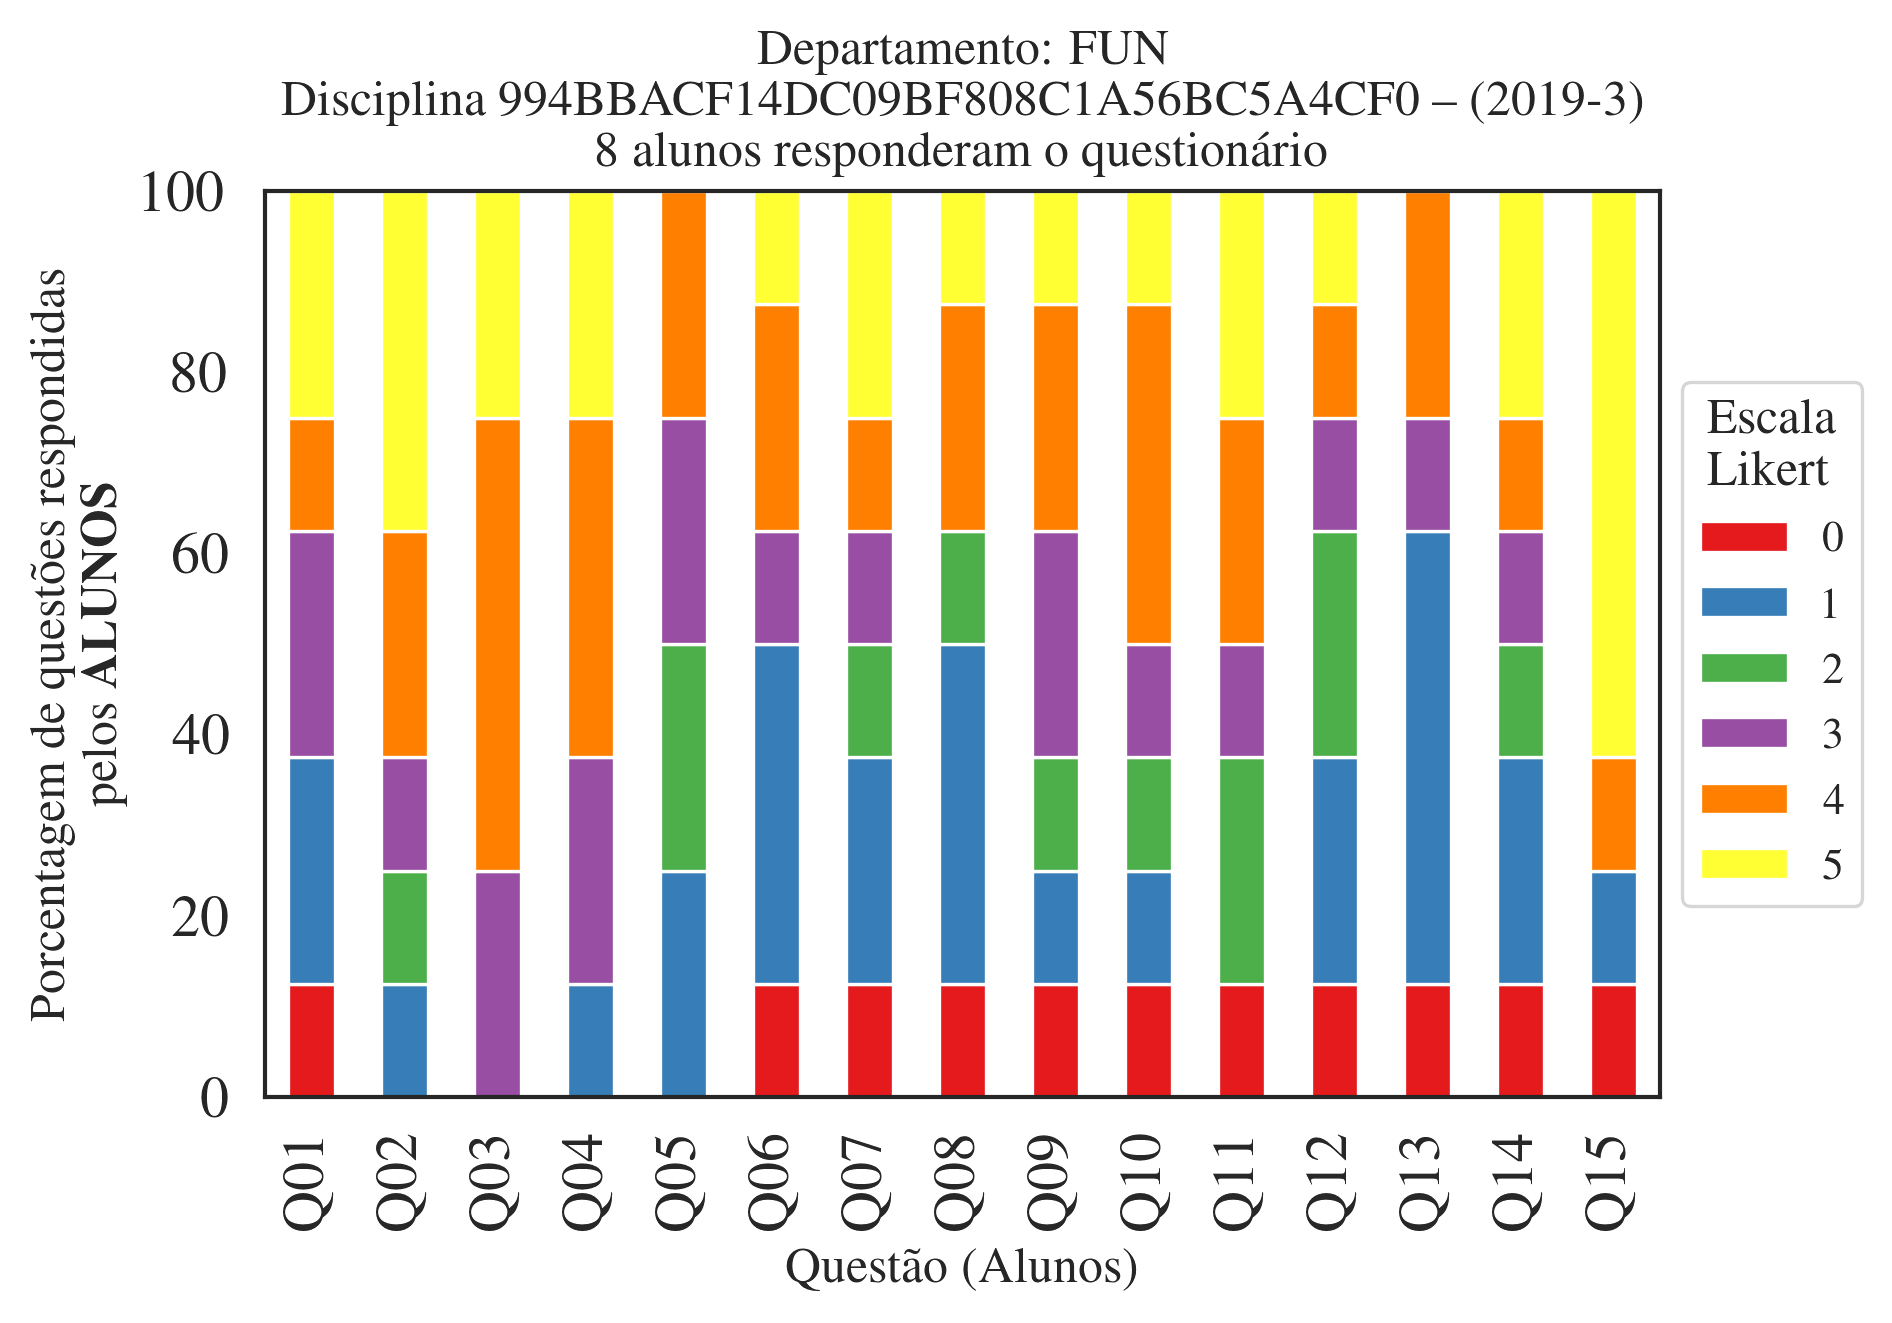 Departamento: FUN
Disciplina 994BBACF14DC09BF808C1A56BC5A4CF0 – (2019-3)
8 alunos responderam o questionário
Porcentagem de questões respondidas
pelos ALUNOS
100
80
60
40
20
0
Q01
Q02
Q03
Q04
Q05
Q06
Q07
Q08
Q09
Q10
Q11
Q12
Q13
Q14
Q15
Questão (Alunos)
Escala
Likert
0
1
2
3
4
5